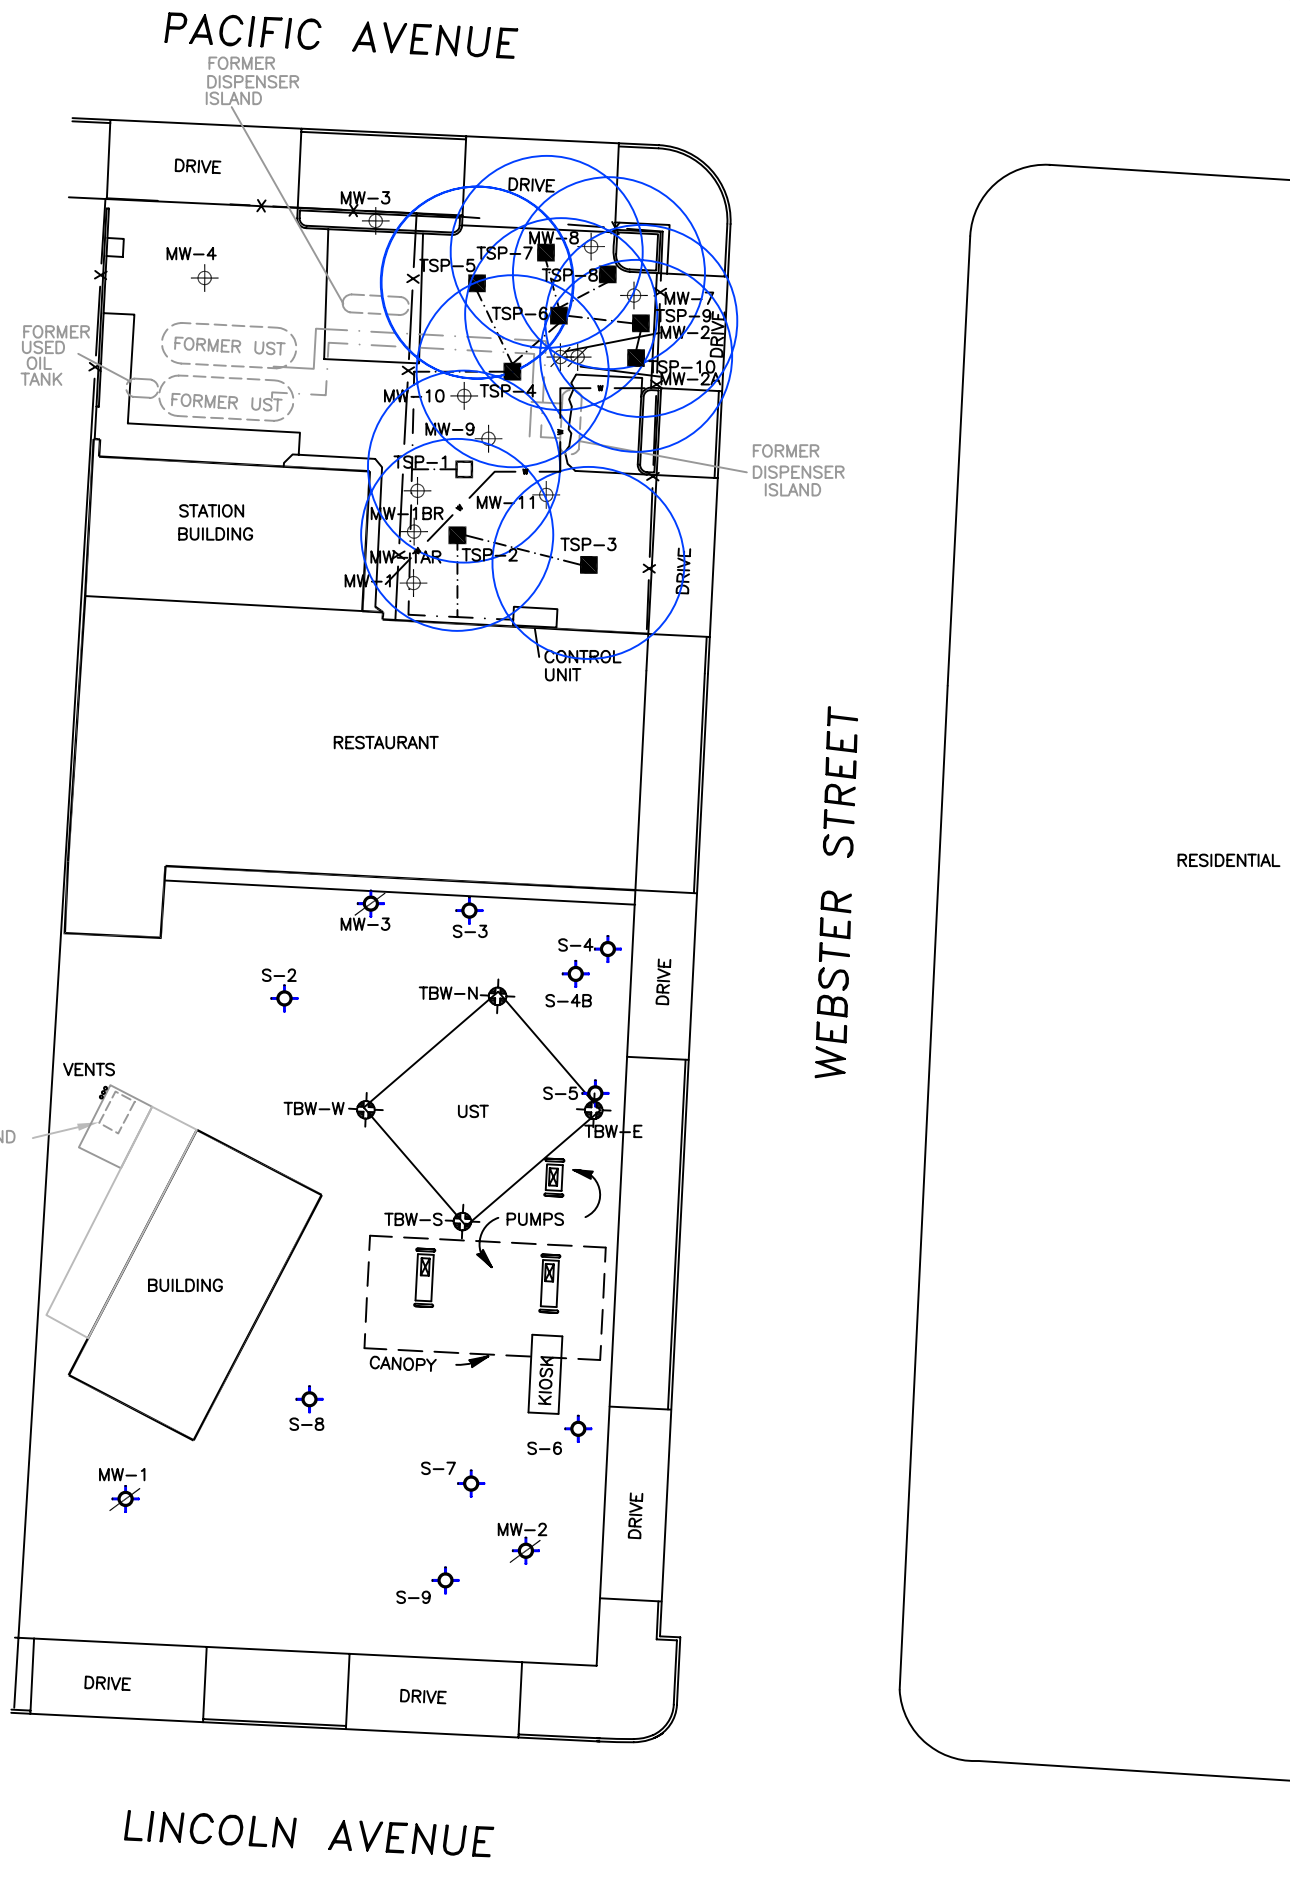 PACIFIC AVENUE
FORMER
DISPENSER
ISLAND
DRIVE
DRIVE
MW-3
MW-4
MW-8
TSP-7
TSP-5
TSP-8
MW-7
TSP-6
TSP-9
MW-2
DRIVE
FORMER
USED
OIL
TANK
FORMER UST
FORMER UST
SP-10
MW-2A
TSP-4
MW-10
MW-9
FORMER
DISPENSER
ISLAND
TSP-1
MW-11
STATION
BUILDING
MW-1BR
TSP-2
TSP-3
MW-1AR
MW-1
DRIVE
CONTROL
UNIT
RESTAURANT
WEBSTER STREET
RESIDENTIAL
MW-3
S-3
S-4
S-4B
S-2
TBW-N
DRIVE
VENTS
S-5
TBW-W
UST
TBW-E
ND
TBW-S
PUMPS
BUILDING
CANOPY
KIOSK
S-8
S-6
S-7
MW-1
MW-2
DRIVE
S-9
DRIVE
DRIVE
LINCOLN AVENUE